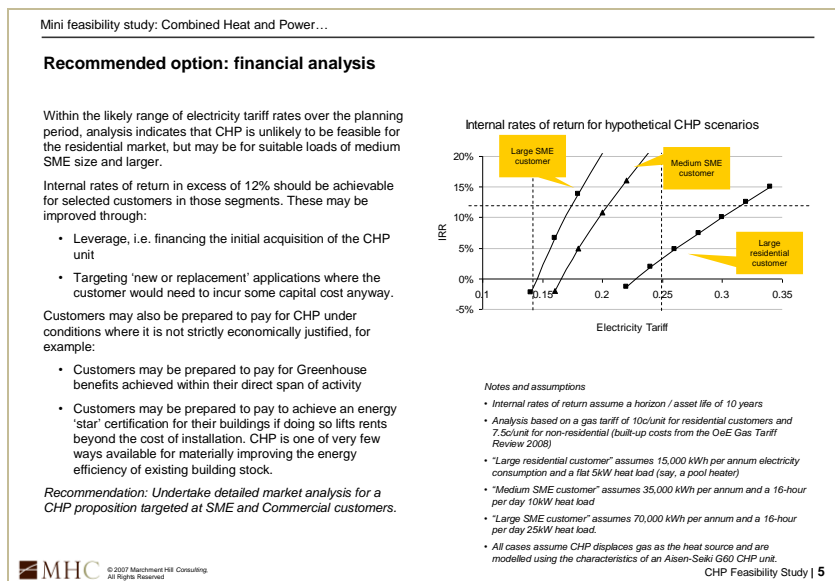 Mini feasibility study: Combined Heat and Power…
Recommended option: financial analysis
Within the likely range of electricity tariff rates over the planning
period, analysis indicates that CHP is unlikely to be feasible for
the residential market, but may be for suitable loads of medium
SME size and larger.
Internal rates of return in excess of 12% should be achievable
for selected customers in those segments. These may be
improved through:
• Leverage, i.e. financing the initial acquisition of the CHP
unit
• Targeting ‘new or replacement’ applications where the
customer would need to incur some capital cost anyway.
Customers may also be prepared to pay for CHP under
conditions where it is not strictly economically justified, for
example:
• Customers may be prepared to pay for Greenhouse
benefits achieved within their direct span of activity
• Customers may be prepared to pay to achieve an energy
‘star’ certification for their buildings if doing so lifts rents
beyond the cost of installation. CHP is one of very few
ways available for materially improving the energy
efficiency of existing building stock.
Recommendation: Undertake detailed market analysis for a
CHP proposition targeted at SME and Commercial customers.
Internal rates of return for hypothetical CHP scenarios
Large SME
customer
Medium SME
customer
Large
residential
customer
20%
15%
10%
5%
0%
-5%
IRR
0.1
0.15
0.2
0.25
0.3
0.35
Electricity Tariff
Notes and assumptions
• Internal rates of return assume a horizon / asset life of 10 years
• Analysis based on a gas tariff of 10c/unit for residential customers and
7.5c/unit for non-residential (built-up costs from the OeE Gas Tariff
Review 2008)
• “Large residential customer” assumes 15,000 kWh per annum electricity
consumption and a flat 5kW heat load (say, a pool heater)
• “Medium SME customer” assumes 35,000 kWh per annum and a 16-hour
per day 10kW heat load
• “Large SME customer” assumes 70,000 kWh per annum and a 16-hour
per day 25kW heat load.
• All cases assume CHP displaces gas as the heat source and are
modelled using the characteristics of an Aisen-Seiki G60 CHP unit.
MHC
© 2007 Marchment Hill Consulting,
All Rights Reserved
CHP Feasibility Study | 5